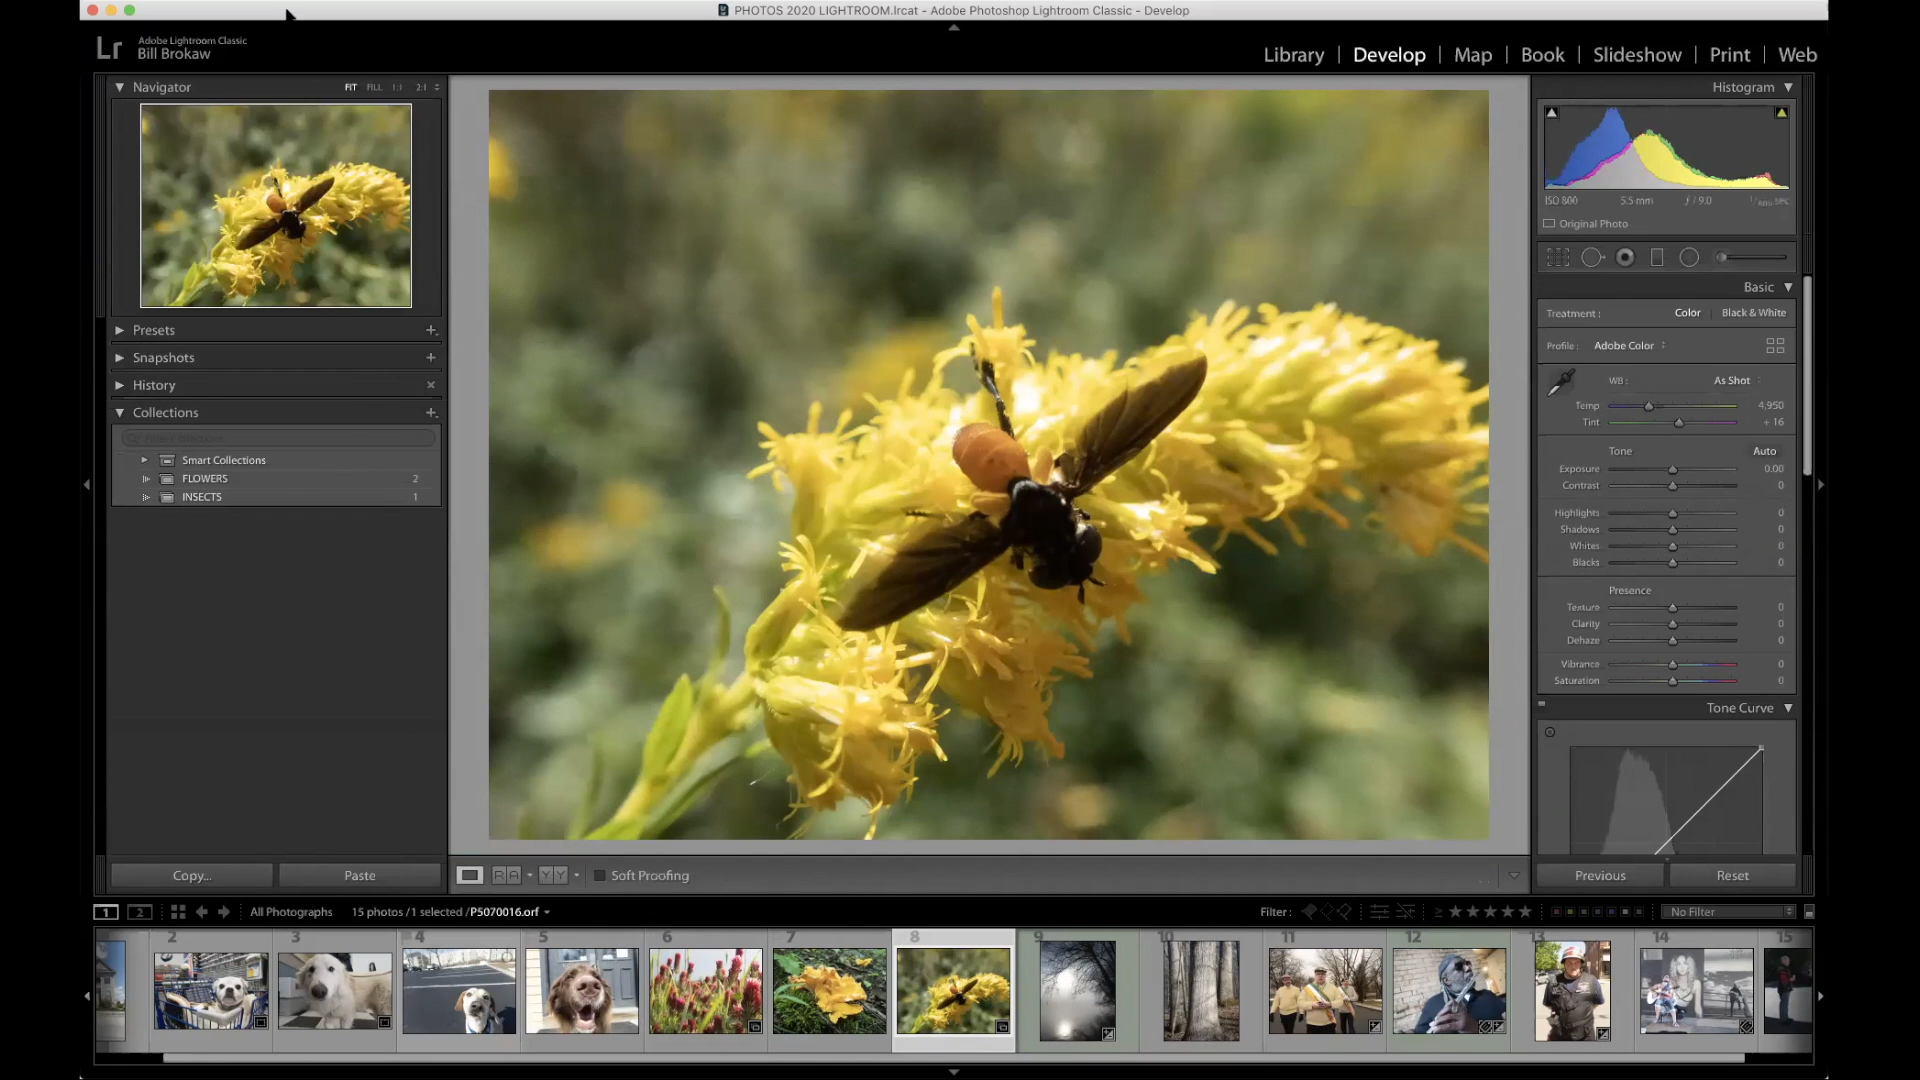 PHOTOS 2020 LIGHTROOM.lrcat - Adobe Photoshop Lightroom Classic - Develop
Lr
Adobe Lightroom Classic
Bill Brokaw
Library | Develop | Map | Book | Slideshow | Print | Web
Navigator
FIT FILL 1:1 2:1
Presets
Snapshots
History
Collections
Smart Collections
FLOWERS 2
INSECTS 1
Copy...
Paste
Histogram
ISO 800 5.5 mm ƒ / 9.0
Original Photo
Basic
Treatment : Color | Black & White
Profile : Adobe Color
WB : As Shot
Temp 4,950
Tint + 16
Tone Auto
Exposure 0.00
Contrast 0
Highlights 0
Shadows 0
Whites 0
Blacks 0
Presence
Texture 0
Clarity 0
Dehaze 0
Vibrance 0
Saturation 0
Tone Curve
Previous
Reset
R A
Y Y
Soft Proofing
1 2
All Photographs
15 photos / 1 selected / P5070016.orf
Filter :
No Filter
2 3 4 5 6 7 8 9 10 11 12 13 14 15